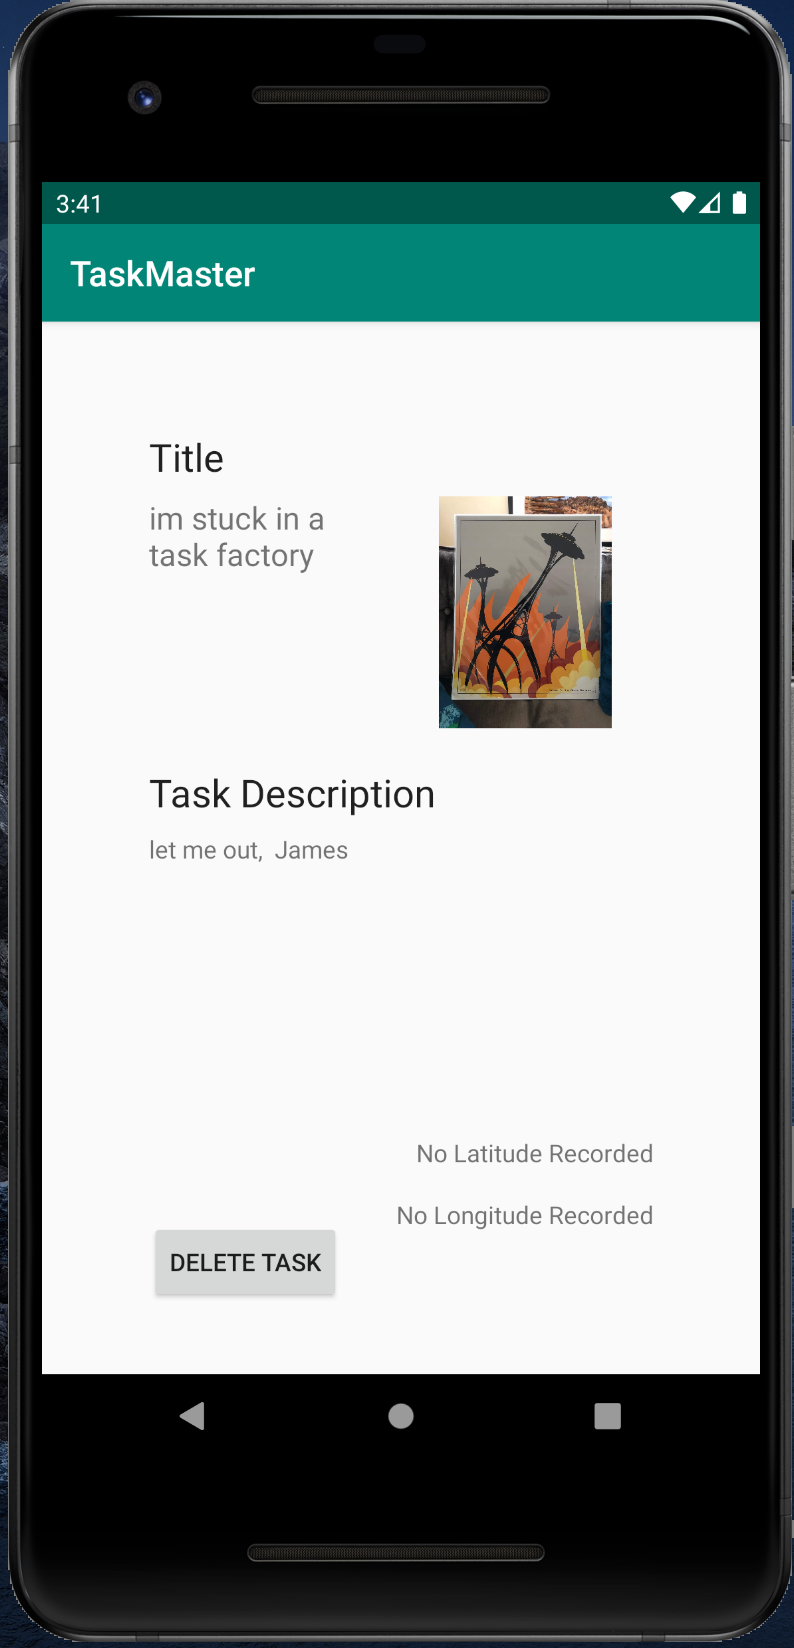 3:41
TaskMaster
Title
im stuck in a
task factory
Task Description
let me out,  James
No Latitude Recorded
No Longitude Recorded
DELETE TASK